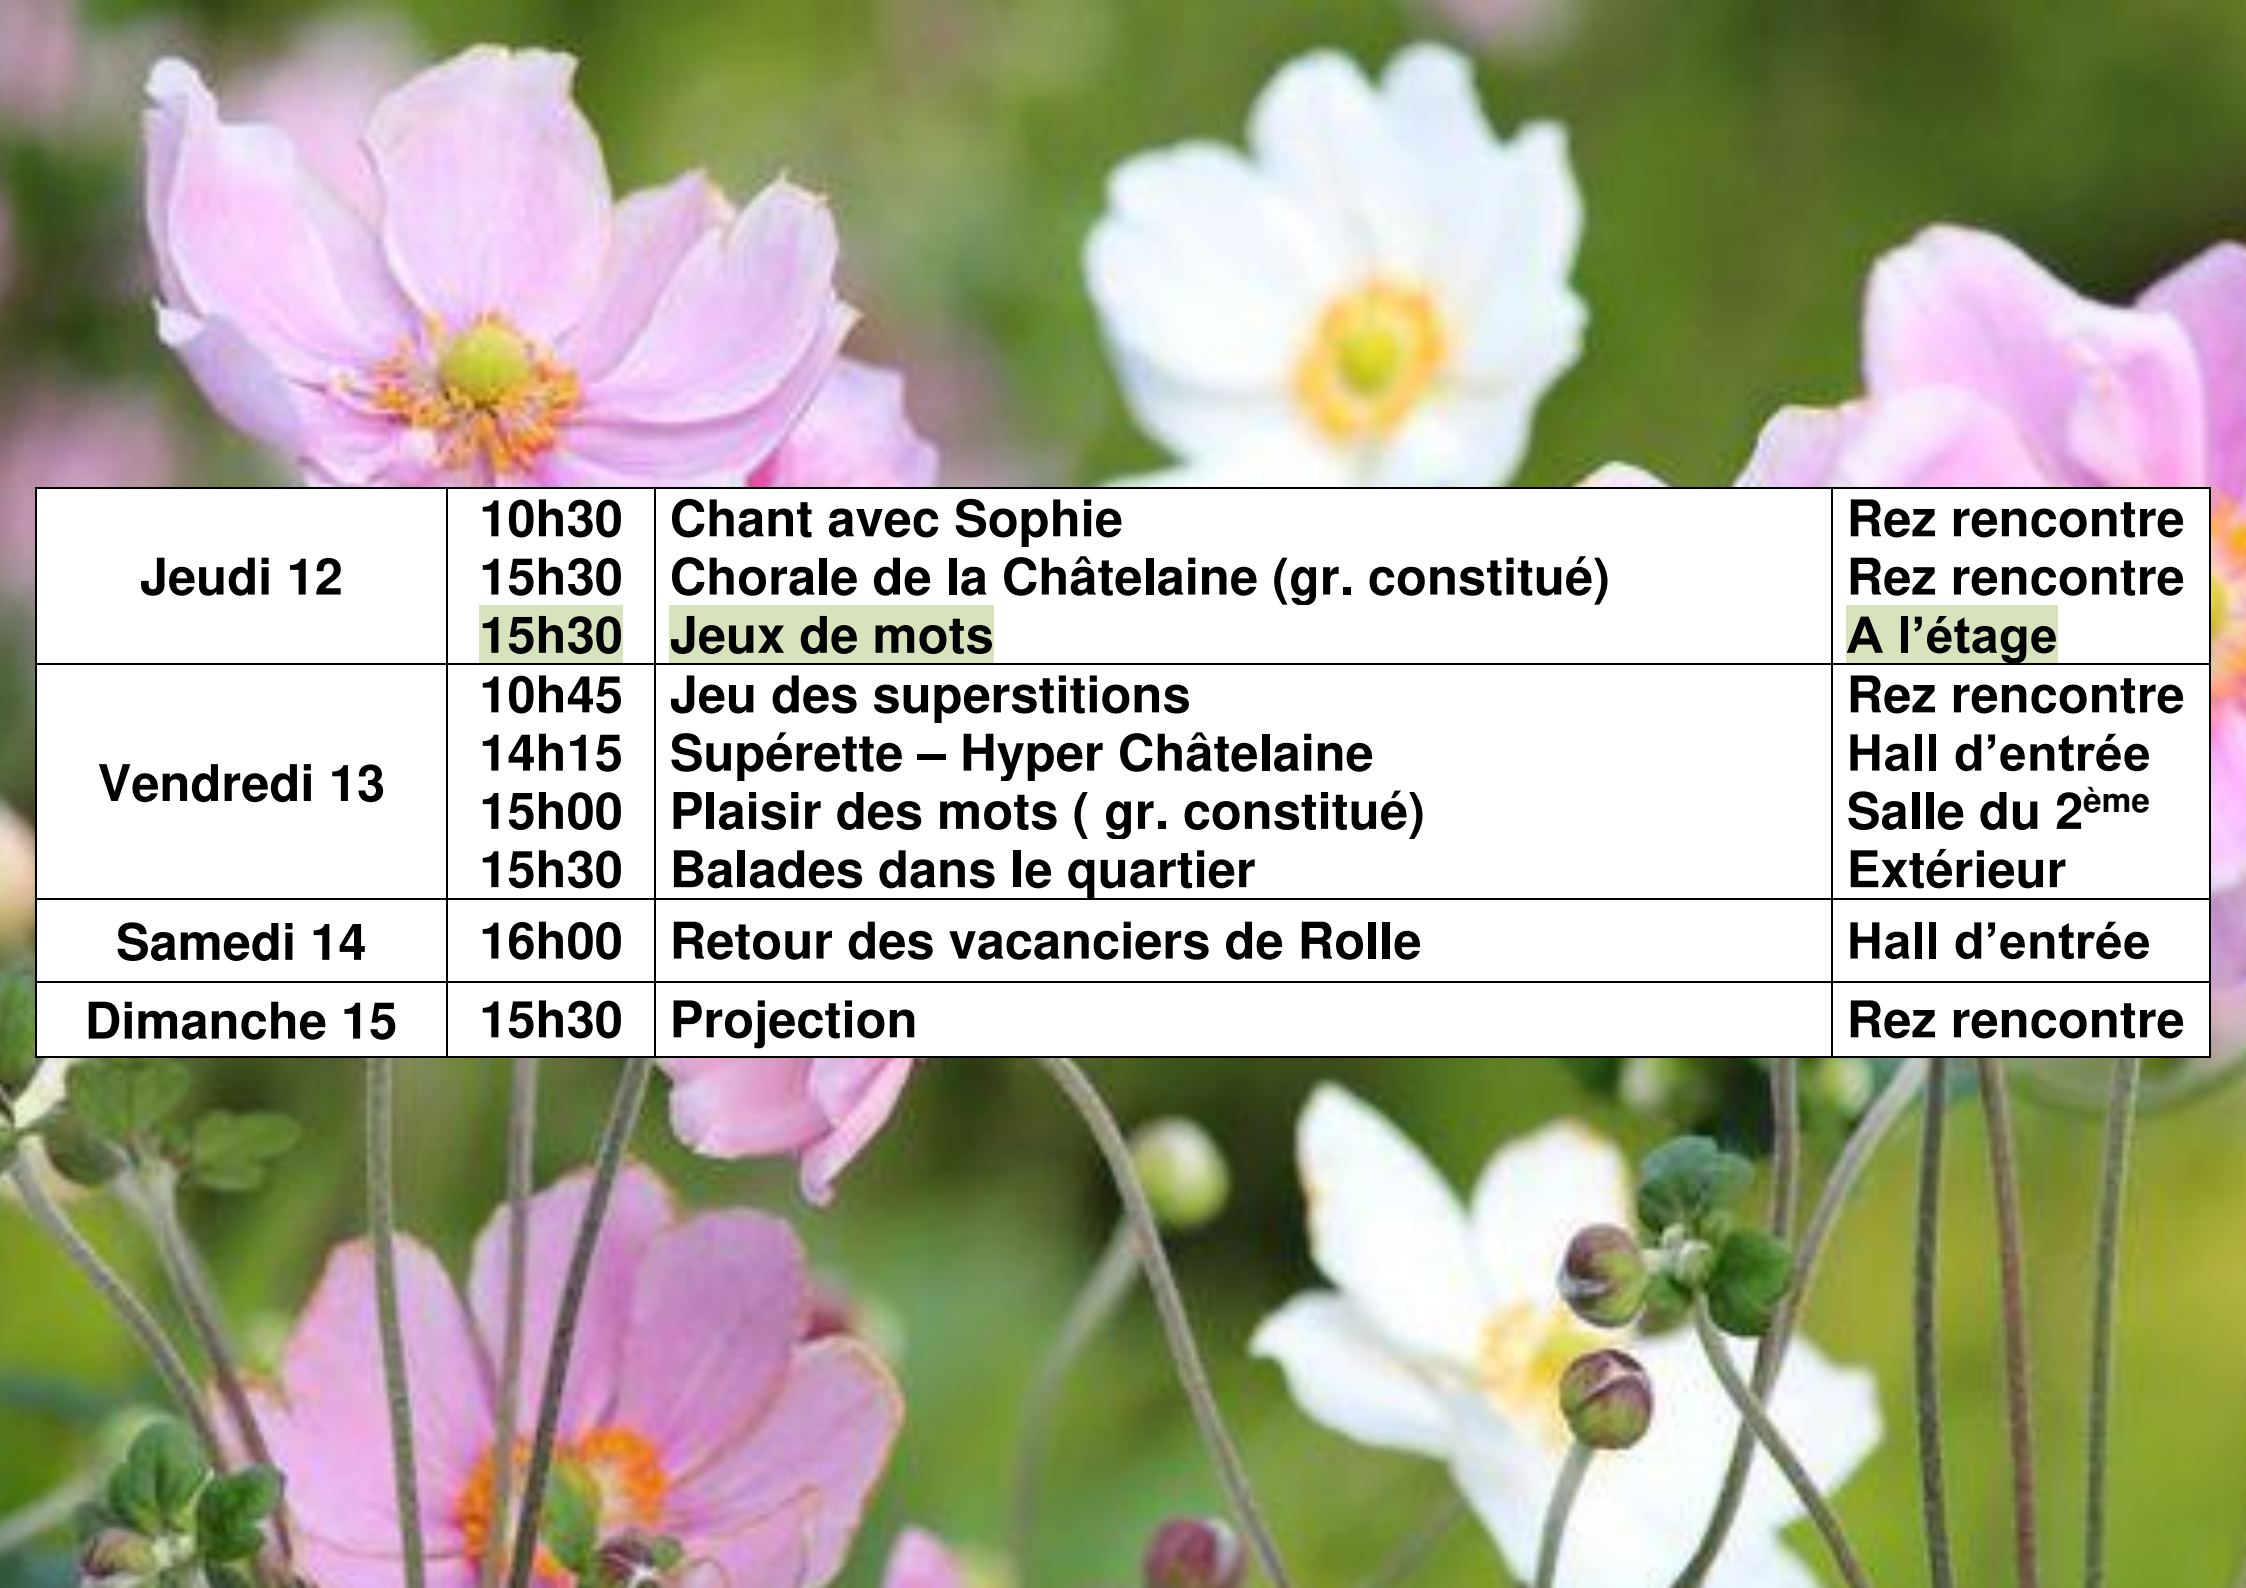 Jeudi 12
10h30 Chant avec Sophie Rez rencontre
15h30 Chorale de la Châtelaine (gr. constitué) Rez rencontre
15h30 Jeux de mots A l’étage
Vendredi 13
10h45 Jeu des superstitions Rez rencontre
14h15 Supérette – Hyper Châtelaine Hall d’entrée
15h00 Plaisir des mots ( gr. constitué) Salle du 2ème
15h30 Balades dans le quartier Extérieur
Samedi 14 16h00 Retour des vacanciers de Rolle Hall d’entrée
Dimanche 15 15h30 Projection Rez rencontre